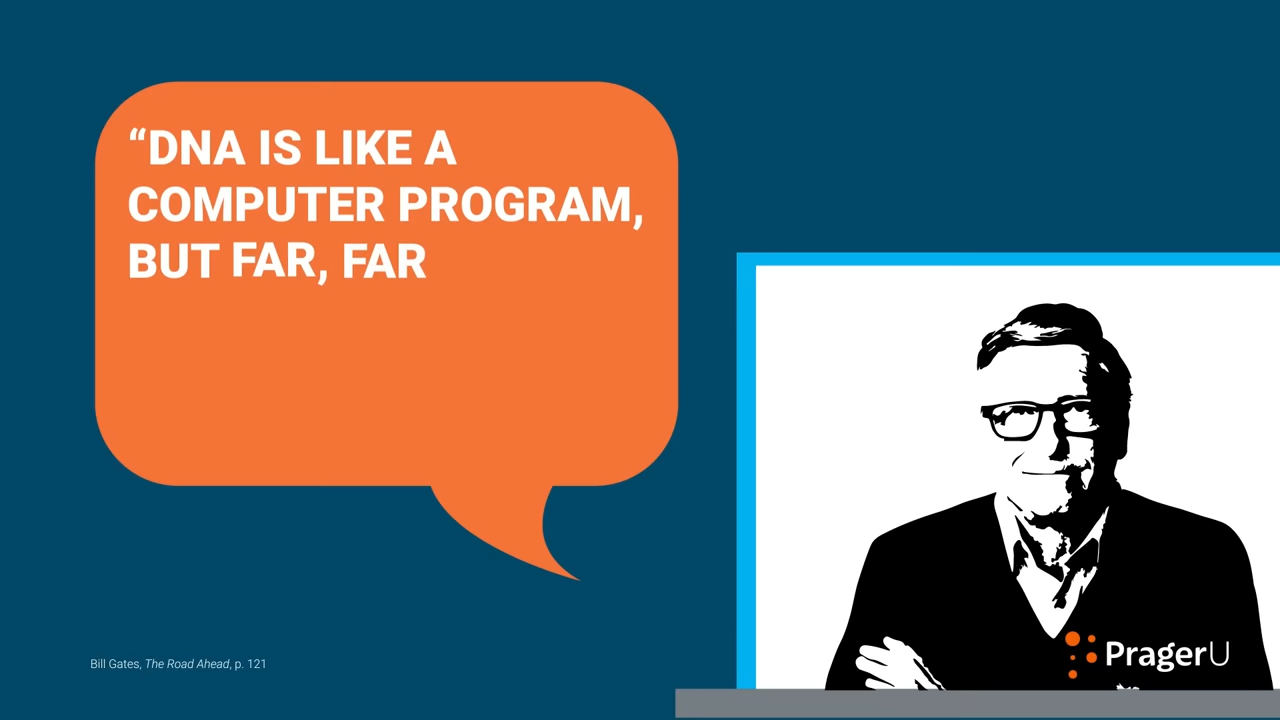 “DNA IS LIKE A
COMPUTER PROGRAM,
BUT FAR, FAR
Bill Gates, The Road Ahead, p. 121
PragerU